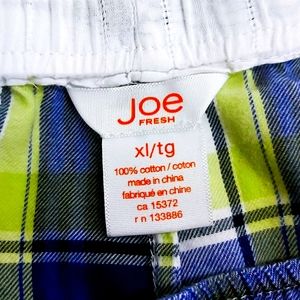 Joe
FRESH
xl/tg
100% cotton / coton
made in china
fabriqué en chine
ca 15372
r n 133886